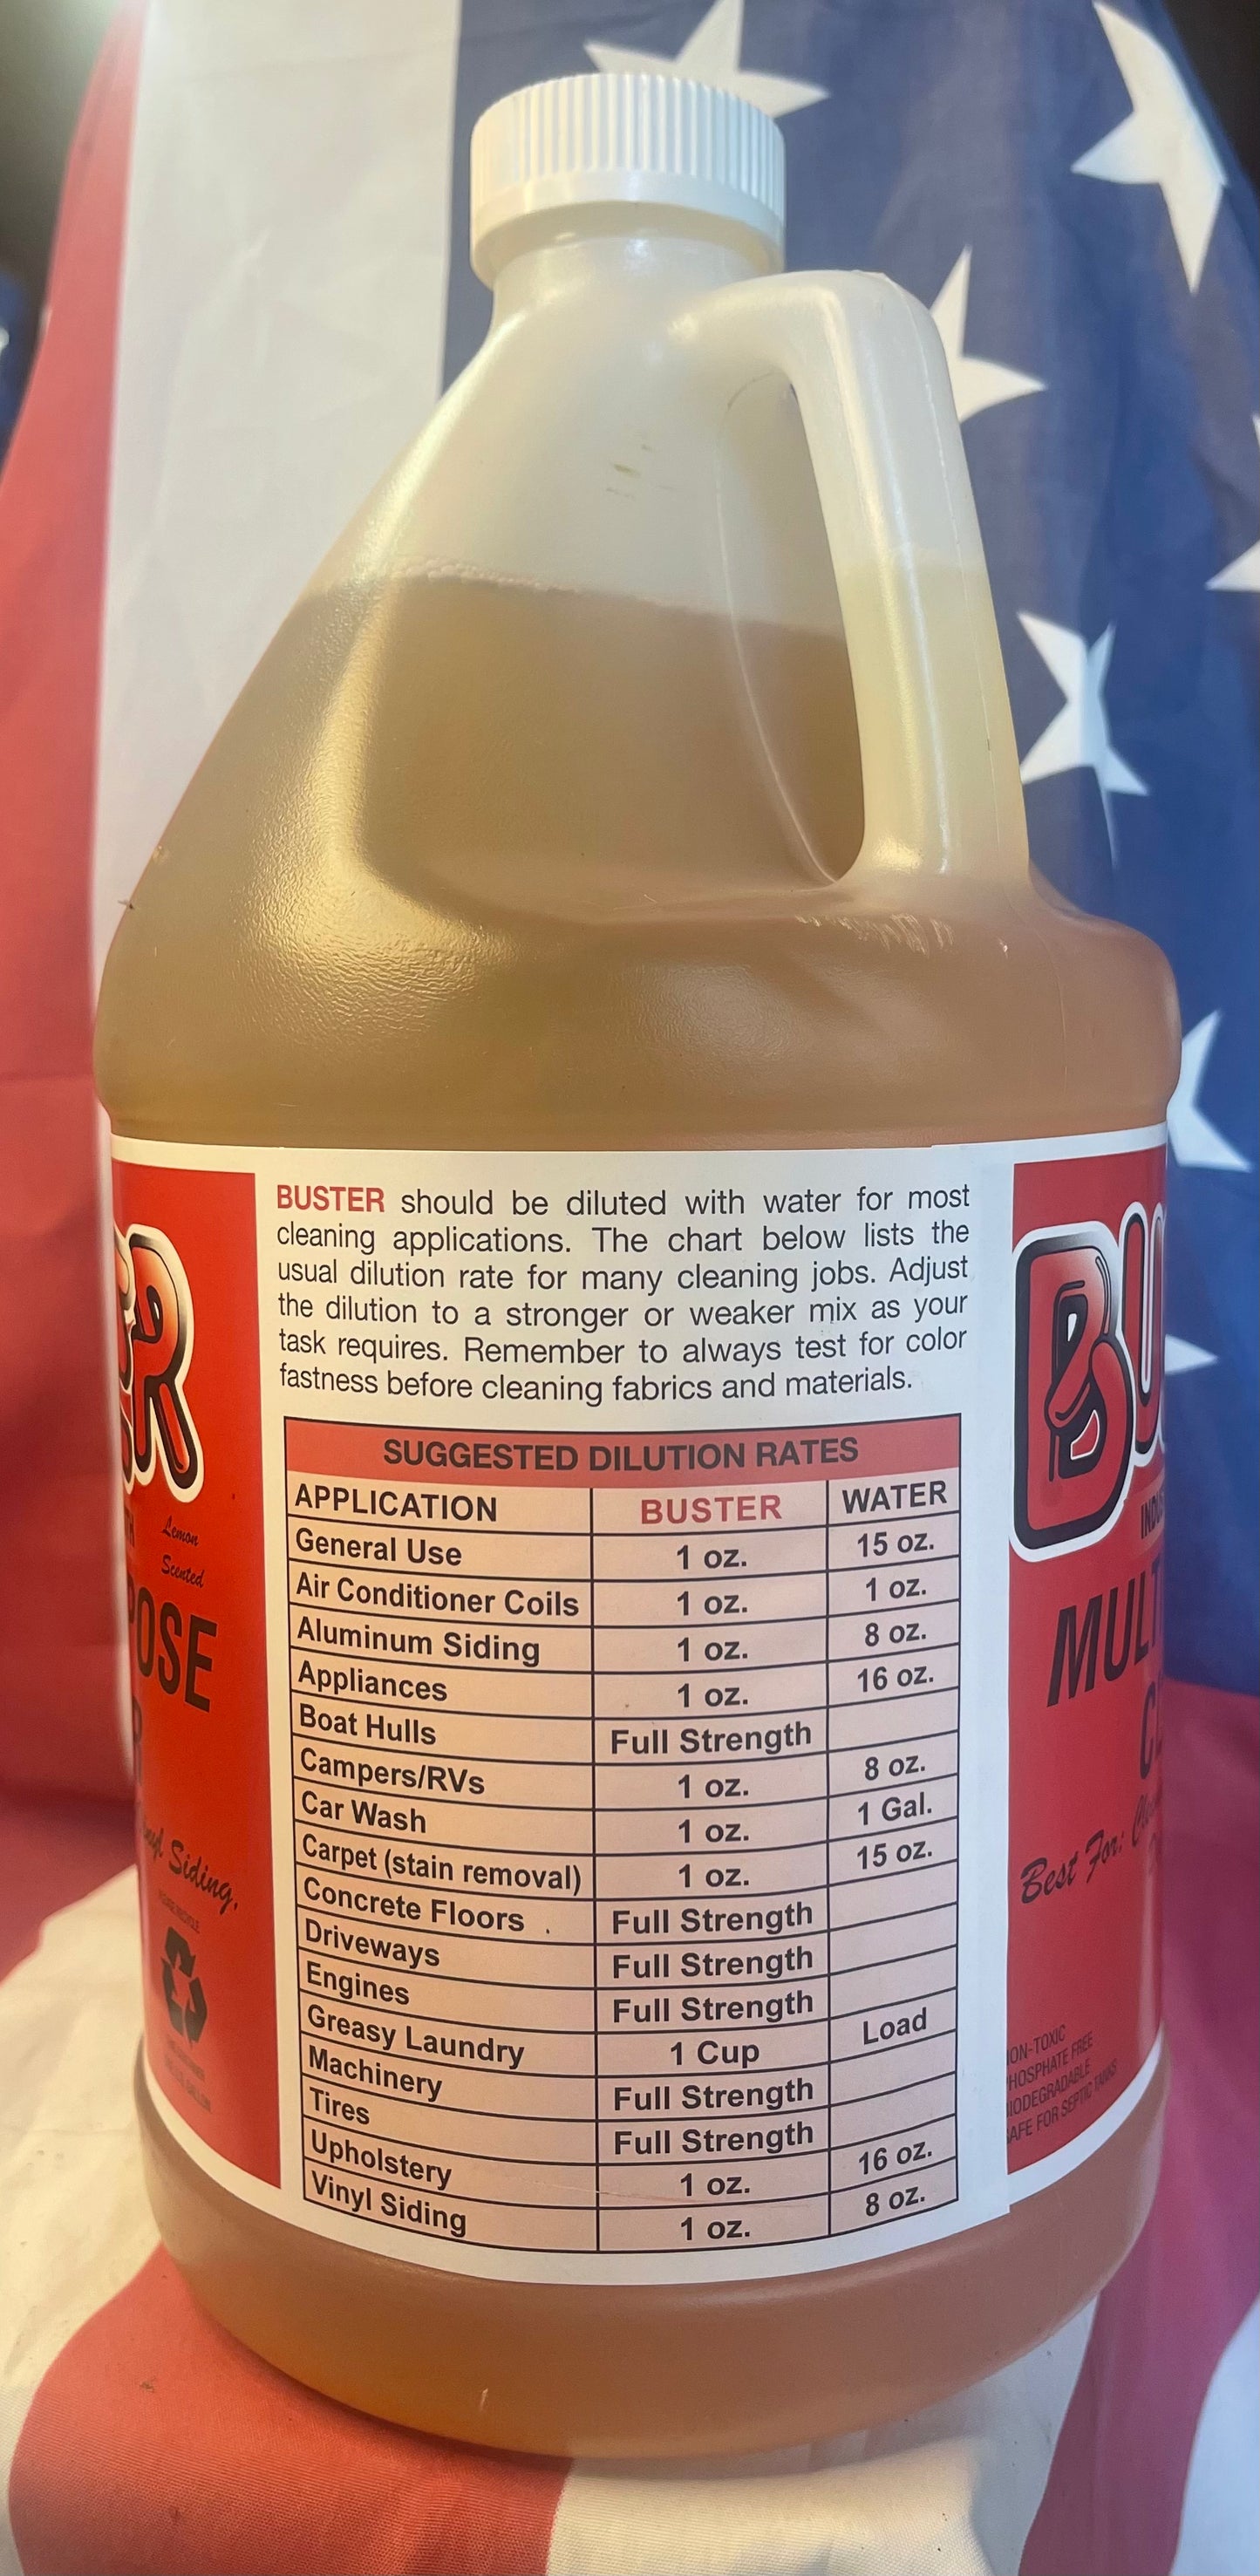 BUSTER should be diluted with water for most
cleaning applications. The chart below lists the
usual dilution rate for many cleaning jobs. Adjust
the dilution to a stronger or weaker mix as your
task requires. Remember to always test for color
fastness before cleaning fabrics and materials.
SUGGESTED DILUTION RATES
APPLICATION BUSTER WATER
General Use 1 oz. 15 oz.
Air Conditioner Coils 1 oz. 1 oz.
Aluminum Siding 1 oz. 8 oz.
Appliances 1 oz. 16 oz.
Boat Hulls Full Strength
Campers/RVs 1 oz. 8 oz.
Car Wash 1 oz. 1 Gal.
Carpet (stain removal) 1 oz. 15 oz.
Concrete Floors Full Strength
Driveways Full Strength
Engines Full Strength
Greasy Laundry 1 Cup Load
Machinery Full Strength
Tires Full Strength
Upholstery 1 oz. 16 oz.
Vinyl Siding 1 oz. 8 oz.
Lemon
Scented
POSE
R
Siding.
BU
MULT
C
Best For:
ON-TOXIC
HOSPHATE FREE
IODEGRADABLE
AFE FOR SEPTIC TANKS